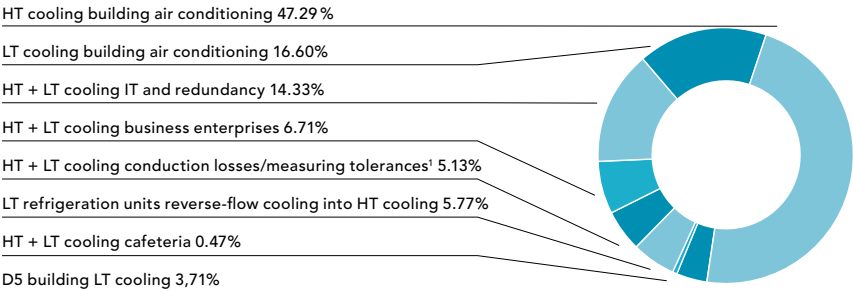 HT cooling building air conditioning 47.29 %
LT cooling building air conditioning 16.60%
HT + LT cooling IT and redundancy 14.33%
HT + LT cooling business enterprises 6.71%
HT + LT cooling conduction losses/measuring tolerances¹ 5.13%
LT refrigeration units reverse-flow cooling into HT cooling 5.77%
HT + LT cooling cafeteria 0.47%
D5 building LT cooling 3,71%